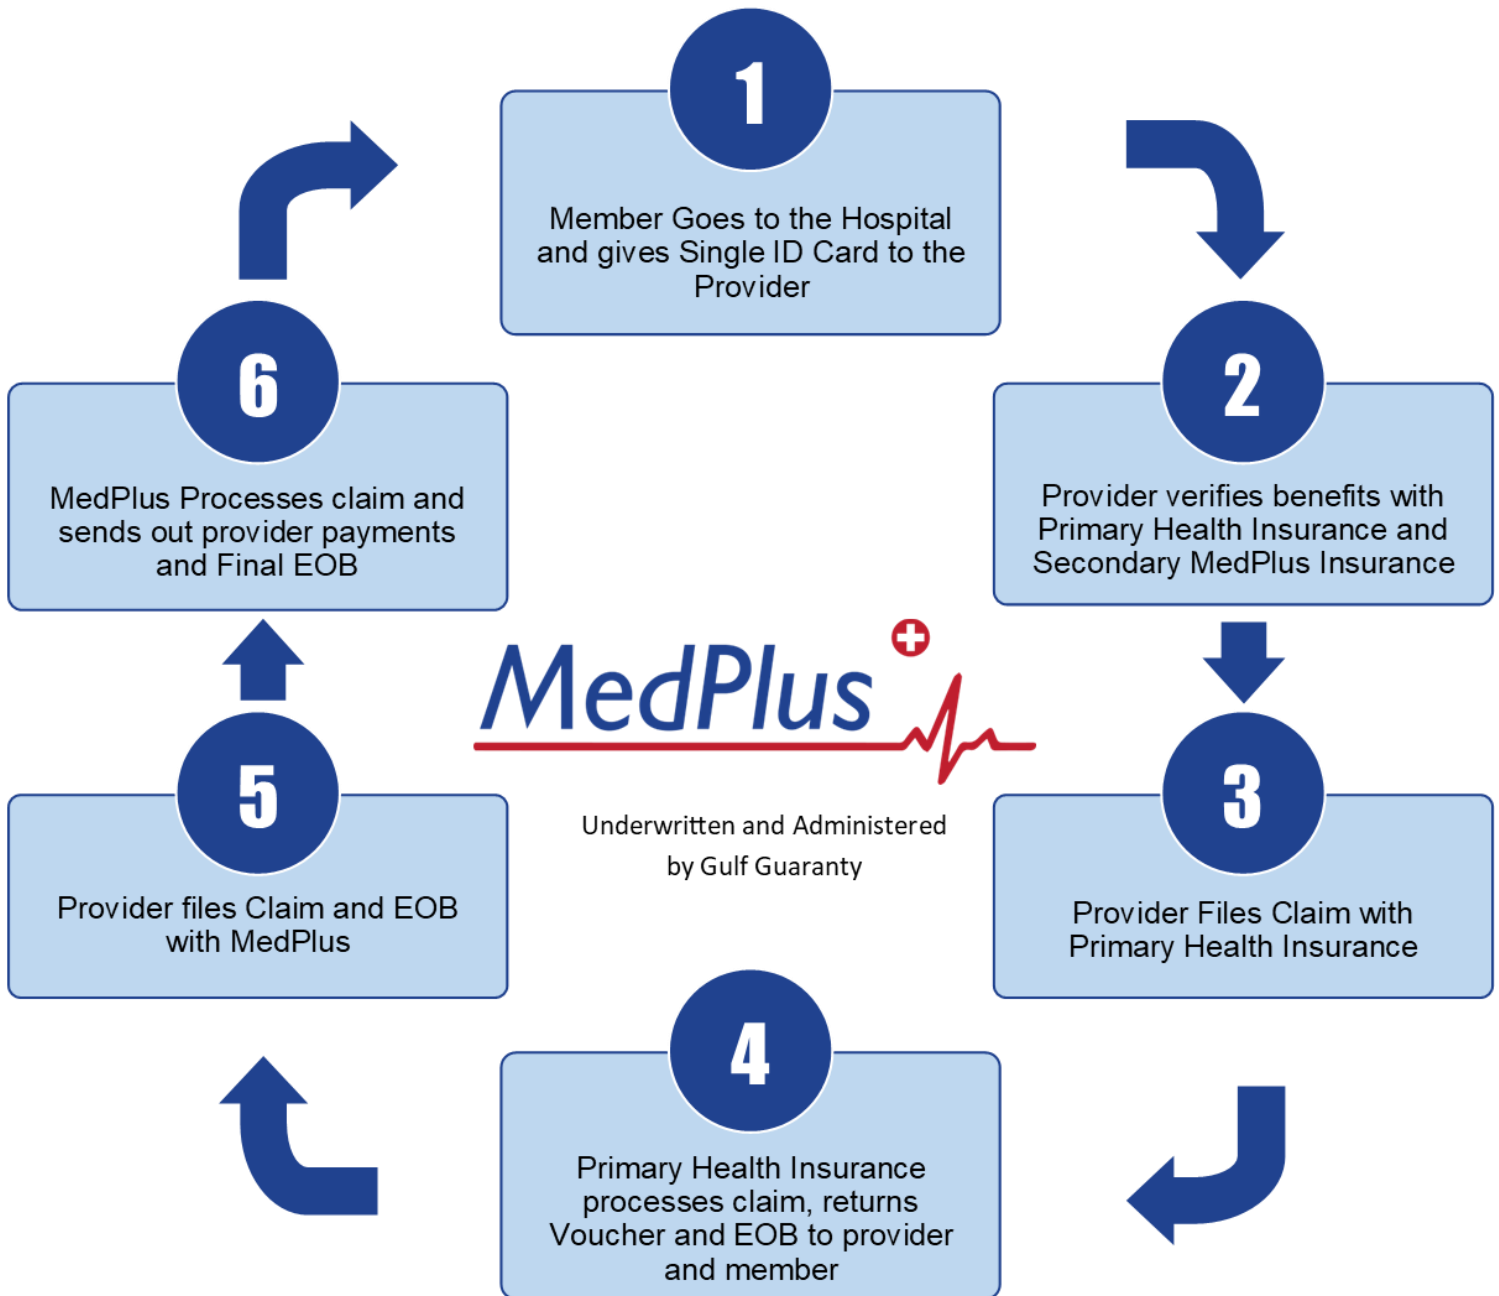 1
Member Goes to the Hospital
and gives Single ID Card to the
Provider
2
Provider verifies benefits with
Primary Health Insurance and
Secondary MedPlus Insurance
3
Provider Files Claim with
Primary Health Insurance
4
Primary Health Insurance
processes claim, returns
Voucher and EOB to provider
and member
5
Provider files Claim and EOB
with MedPlus
6
MedPlus Processes claim and
sends out provider payments
and Final EOB
MedPlus
Underwritten and Administered
by Gulf Guaranty